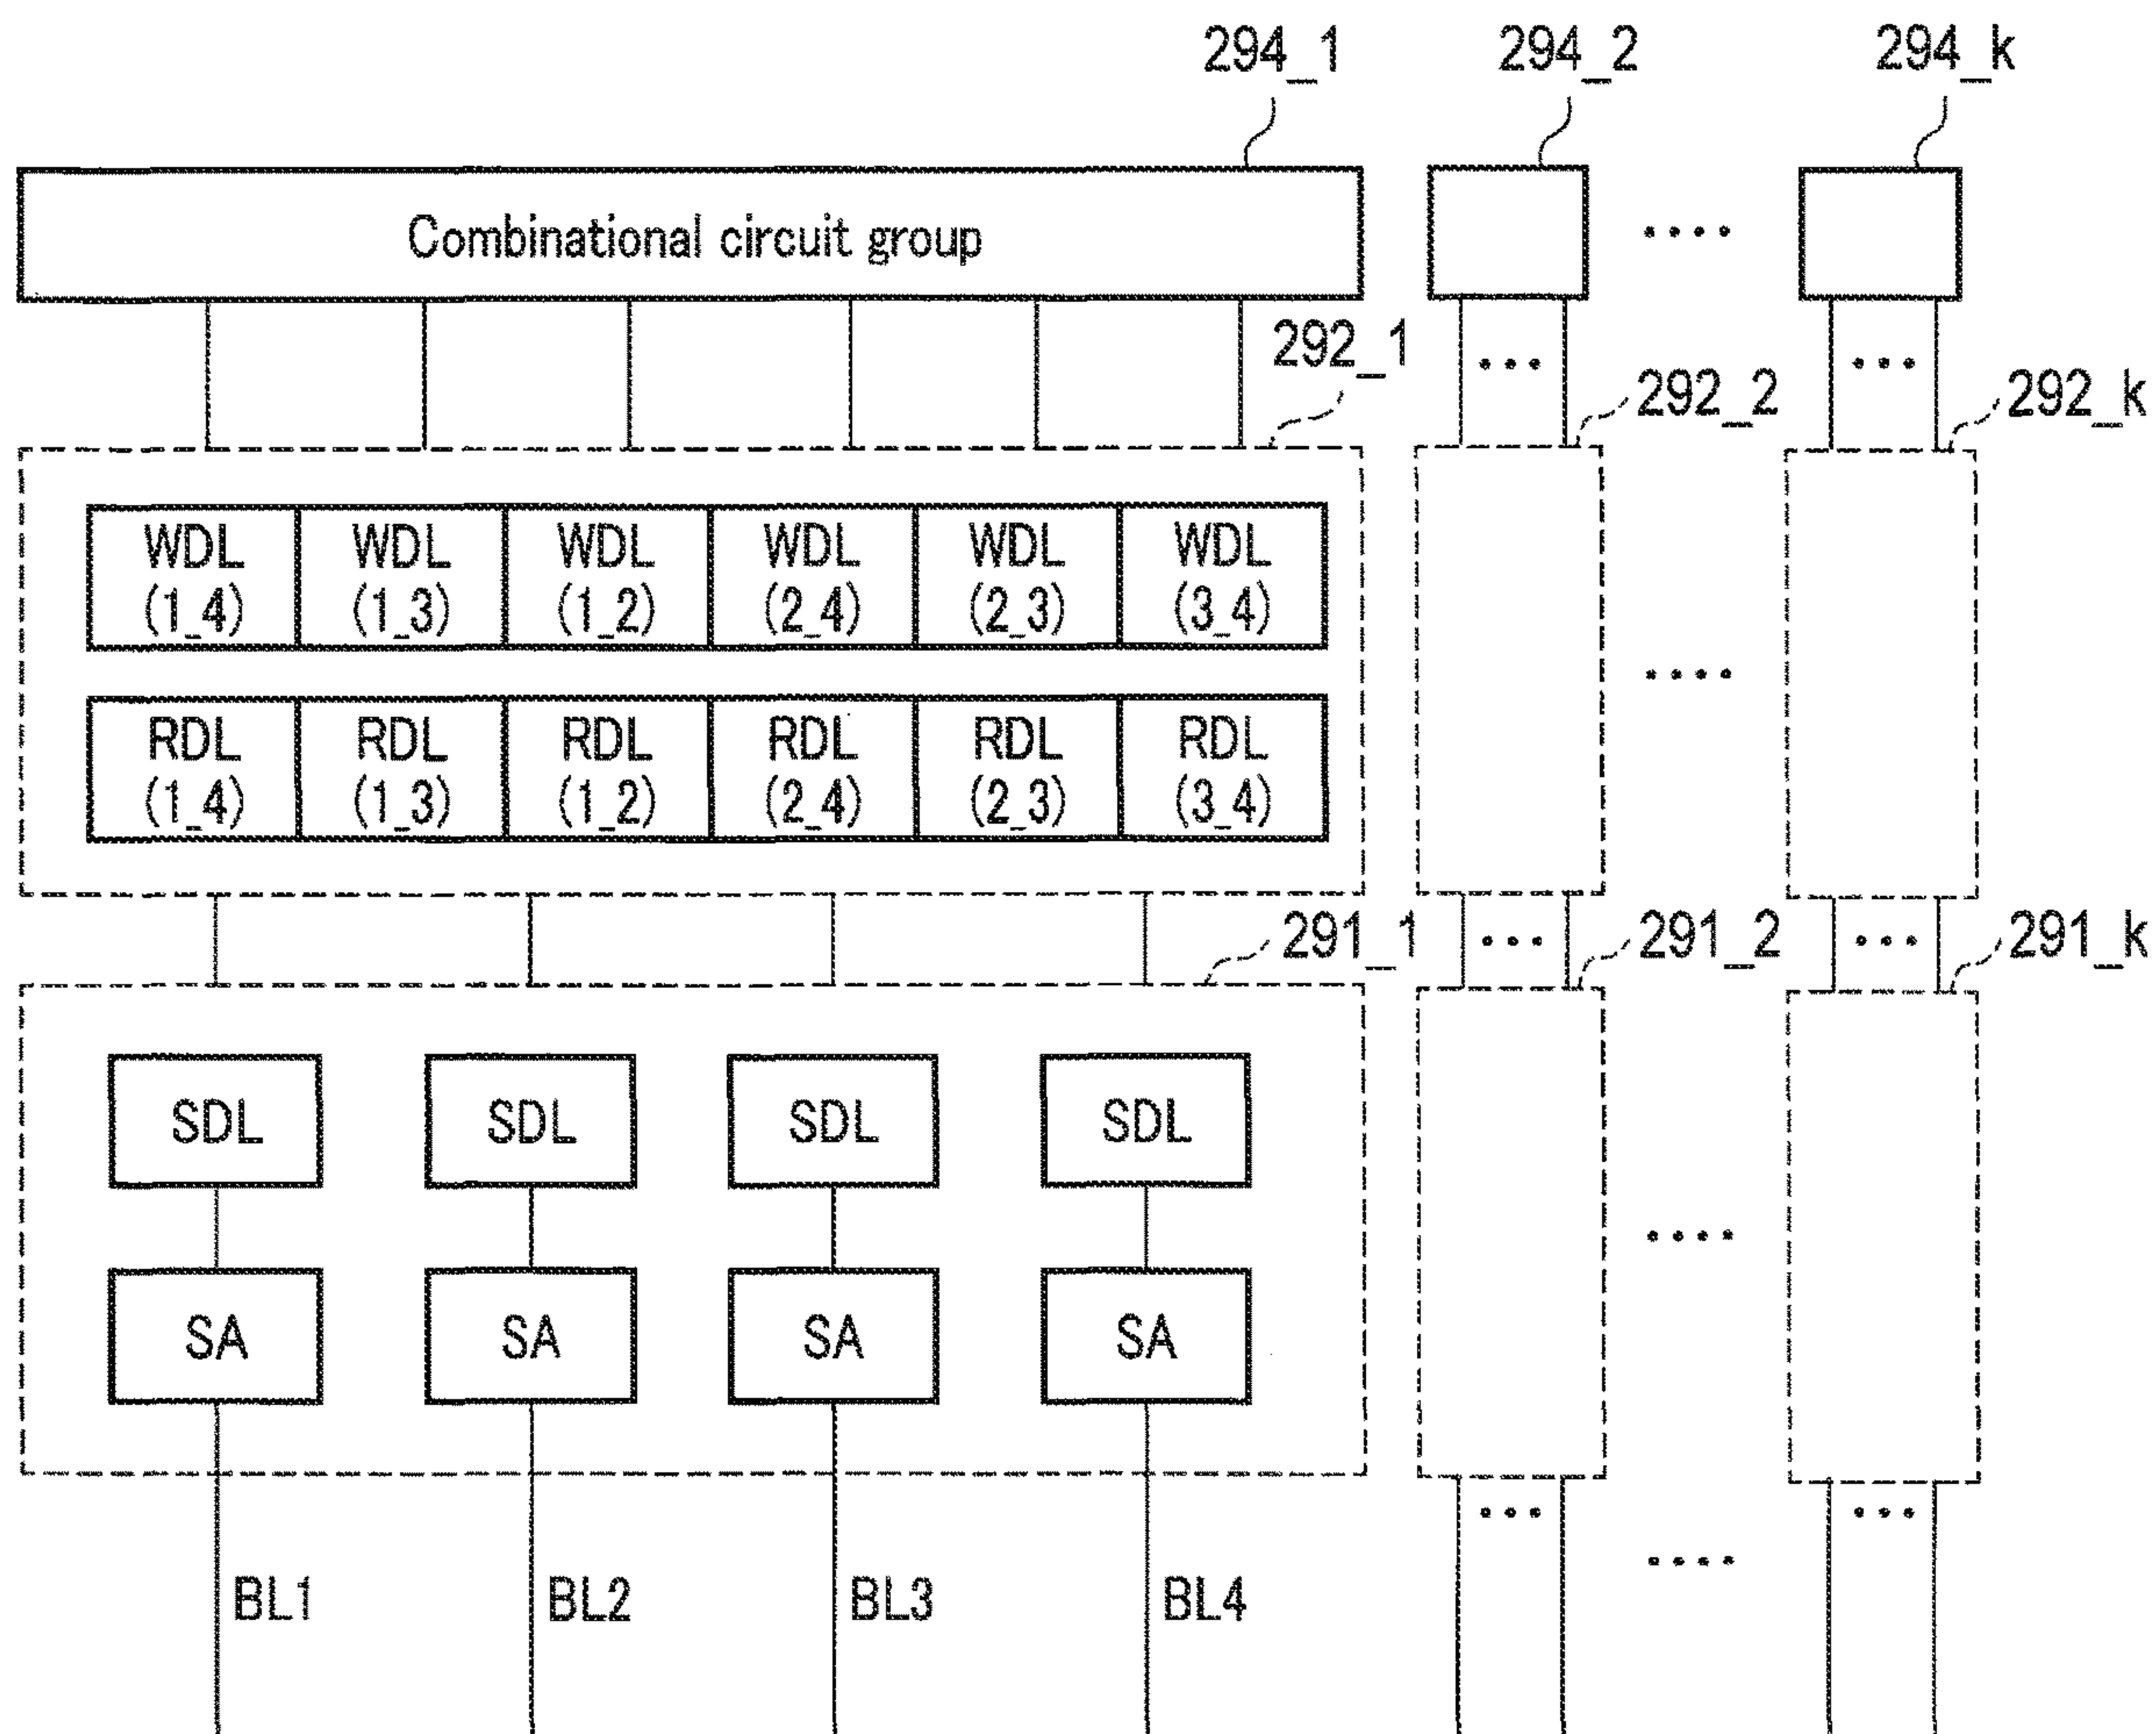 294_1 294_2 294_k
Combinational circuit group
292_1
292_2 292_k
WDL WDL WDL WDL WDL WDL
(1_4) (1_3) (1_2) (2_4) (2_3) (3_4)
RDL RDL RDL RDL RDL RDL
(1_4) (1_3) (1_2) (2_4) (2_3) (3_4)
291_1 291_2 291_k
SDL SDL SDL SDL
SA SA SA SA
BL1 BL2 BL3 BL4